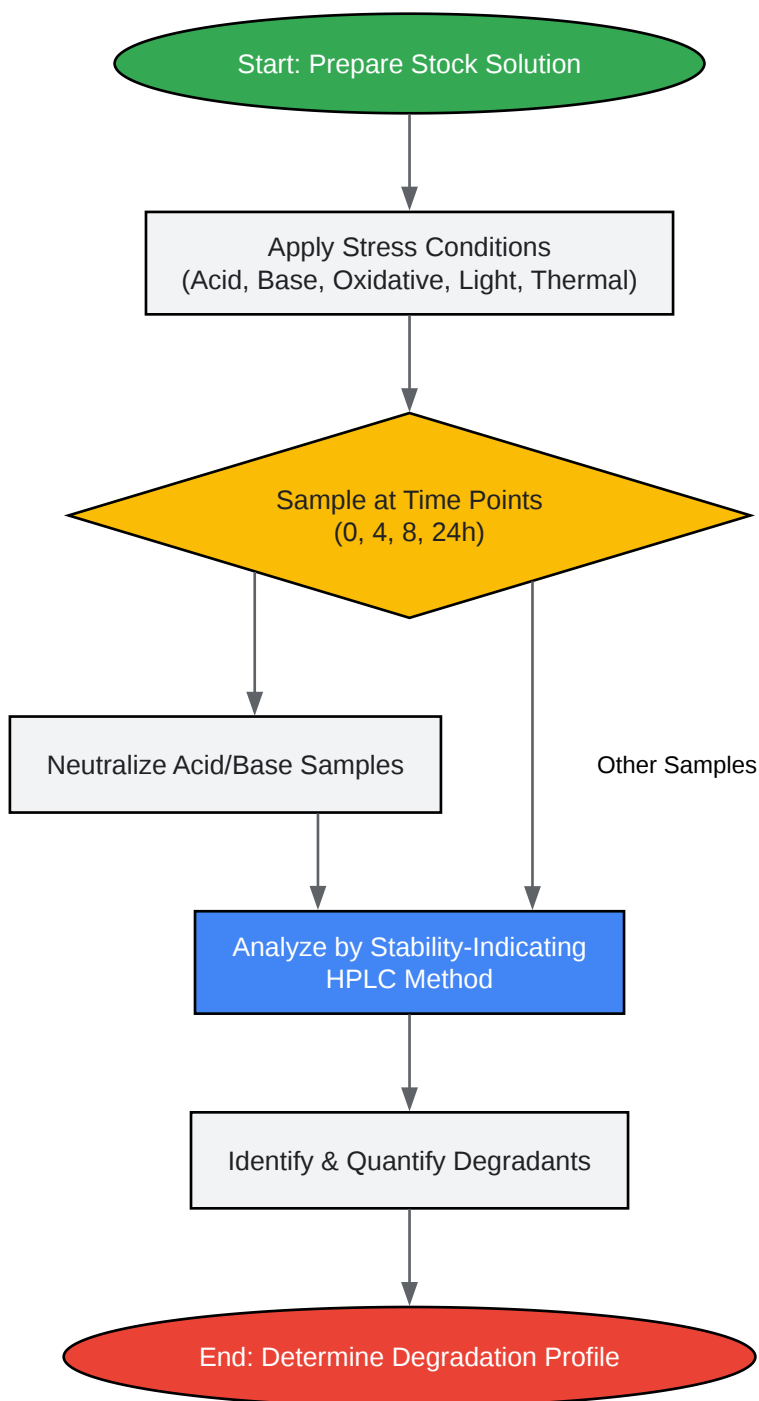 Start: Prepare Stock Solution
Apply Stress Conditions
(Acid, Base, Oxidative, Light, Thermal)
Sample at Time Points
(0, 4, 8, 24h)
Neutralize Acid/Base Samples
Other Samples
Analyze by Stability-Indicating
HPLC Method
Identify & Quantify Degradants
End: Determine Degradation Profile